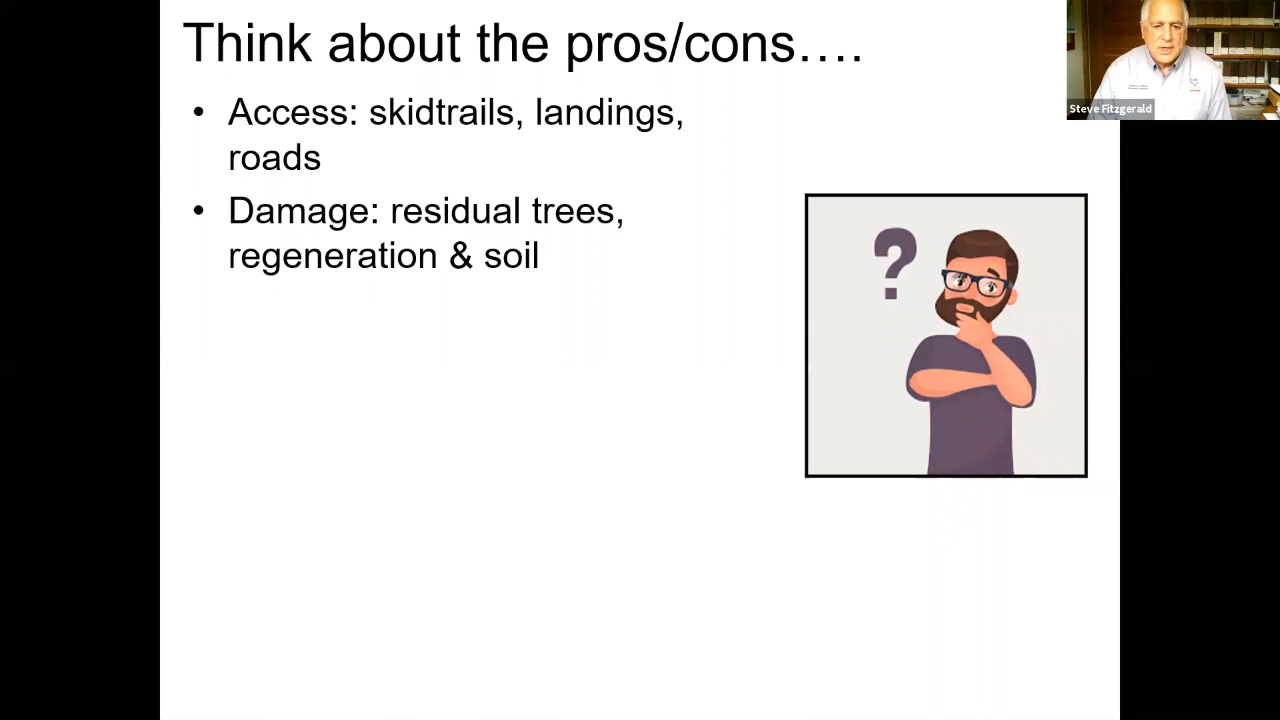 Think about the pros/cons….
• Access: skidtrails, landings,
roads
• Damage: residual trees,
regeneration & soil
?
Steve Fitzgerald